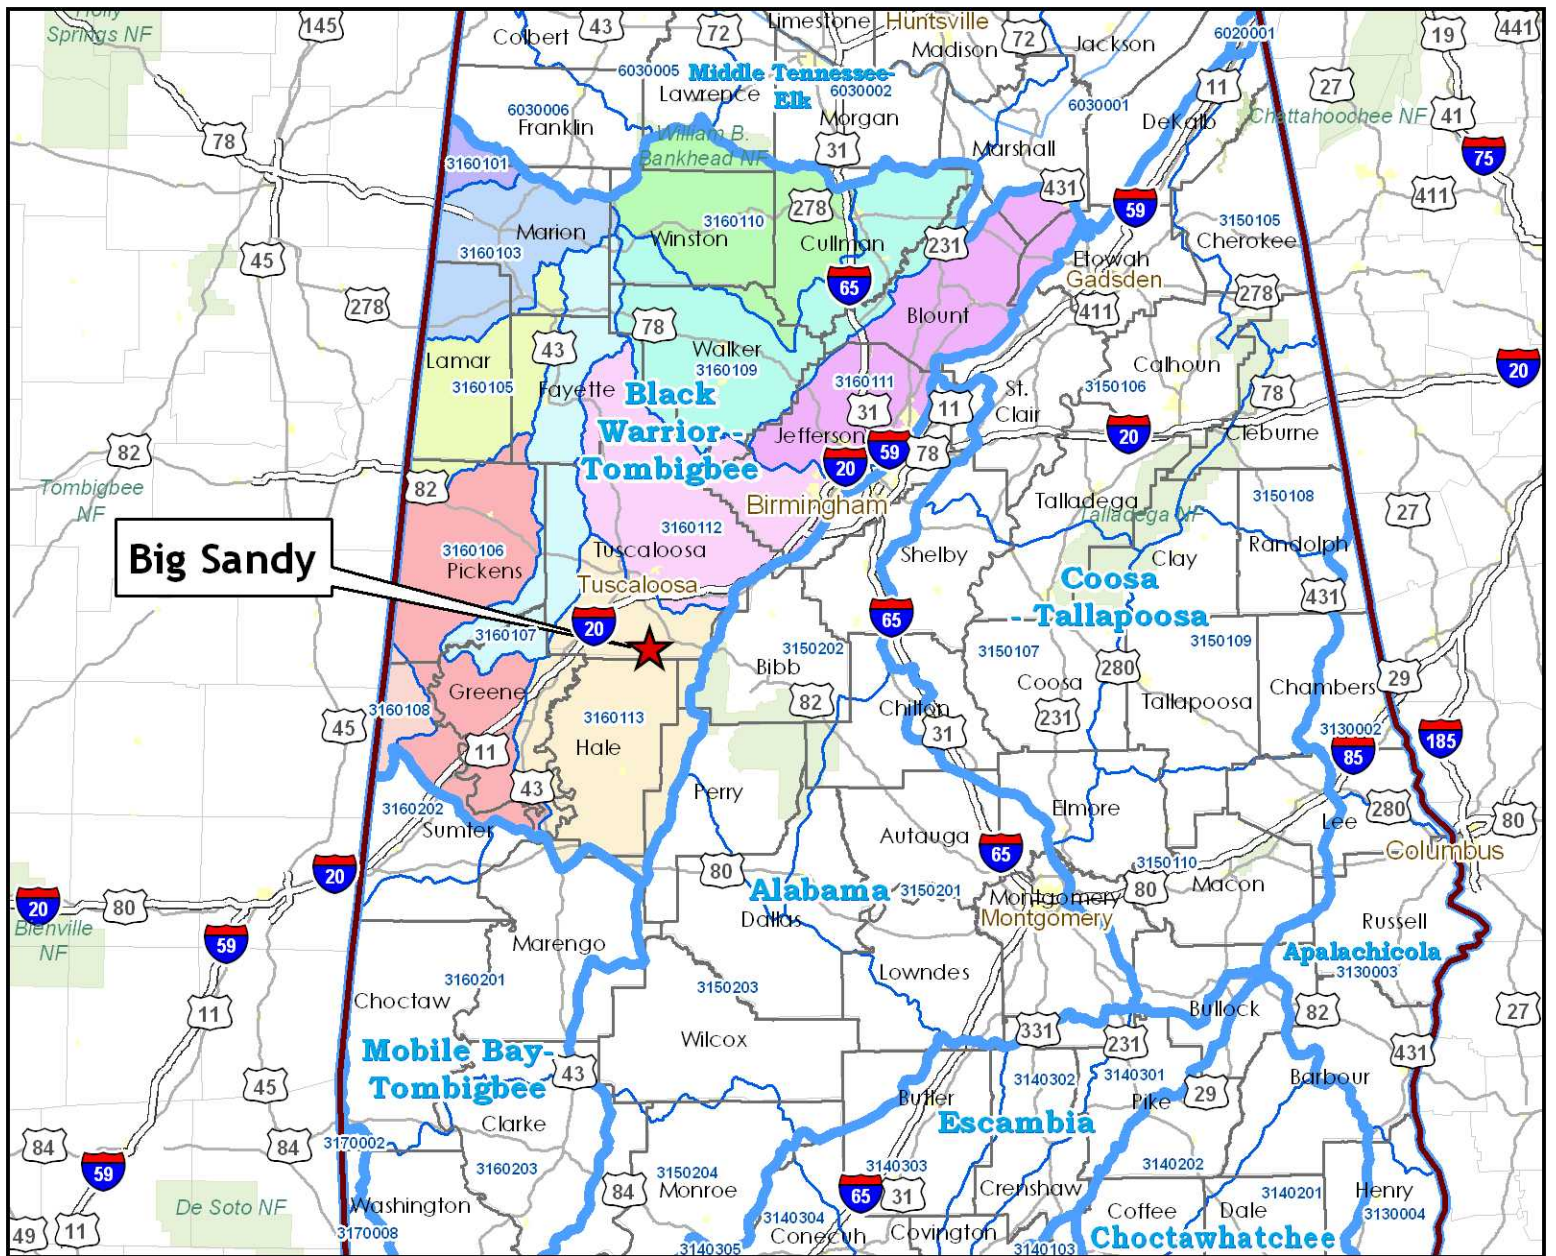 Holly
Springs NF
145
Colbert
43
72
Limestone
Huntsville
Madison
72
Jackson
6020001
19
441
6030005
Middle Tennessee-
Elk
Lawrence
6030002
6030001
11
27
Chattahoochee NF
41
6030006
Franklin
Morgan
DeKalb
78
William B.
Bankhead NF
31
Marshall
75
3160101
431
411
278
59
3160110
Winston
Cullman
3150105
Cherokee
Marion
3160103
231
45
Etowah
Gadsden
65
278
278
411
Blount
78
43
Walker
3160109
Lamar
3160105
Calhoun
20
Fayette
3160111
3150106
Black
Warrior -
Tombigbee
31
11
St.
Clair
78
Jefferson
59
78
20
Cleburne
82
20
82
Tombigbee
NF
Birmingham
Talladega
Talladega NF
3150108
27
Big Sandy
3160112
Tuscaloosa
3160106
Pickens
Shelby
Clay
Randolph
Tuscaloosa
Coosa
- Tallapoosa
431
20
65
3160107
3150202
Bibb
3150107
3150109
280
Greene
82
Coosa
Tallapoosa
Chambers
29
3160108
3160113
Chilton
231
45
Hale
11
31
3130002
85
185
43
Perry
3160202
Sumter
Elmore
280
Lee
80
Autauga
65
Columbus
20
80
3150110
Alabama
3150201
80
Macon
20
80
Montgomery
Montgomery
Bienville
NF
Dallas
Russell
59
Marengo
Apalachicola
3130003
Lowndes
3160201
3150203
Choctaw
11
Bullock
82
27
331
Wilcox
231
Mobile Bay-
Tombigbee
431
43
45
3140302
3140301
Barbour
Butler
Pike
29
Clarke
Escambia
84
84
3170002
3160203
3150204
3140303
3140202
59
Monroe
84
65
31
Crenshaw
3140201
Henry
De Soto NF
Washington
Coffee
Dale
3130004
3140304
49
11
3170008
Conecuh
Covington
Choctawhatchee
3140305
3140103